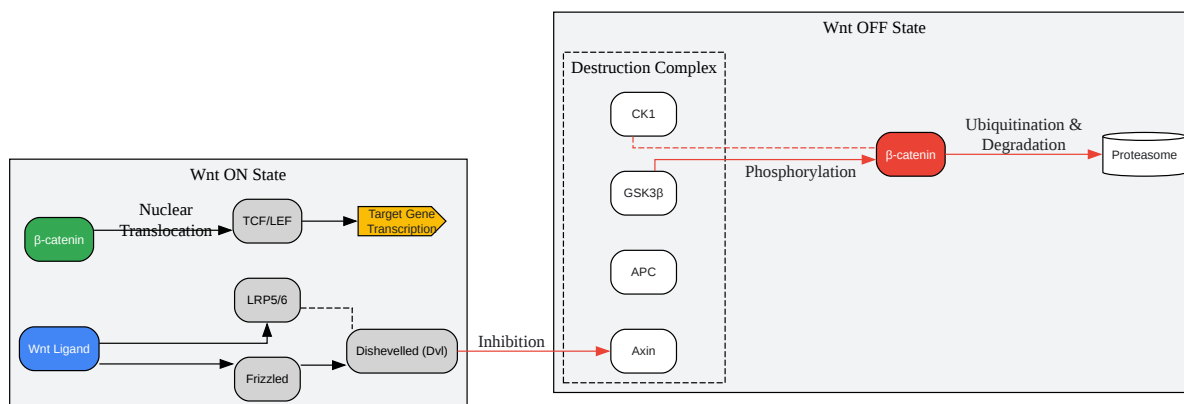 Wnt OFF State
Destruction Complex
CK1
GSK3β
APC
Axin
Phosphorylation
β-catenin
Ubiquitination &
Degradation
Proteasome
Wnt ON State
β-catenin
Nuclear
Translocation
TCF/LEF
Target Gene
Transcription
LRP5/6
Wnt Ligand
Frizzled
Dishevelled (Dvl)
Inhibition